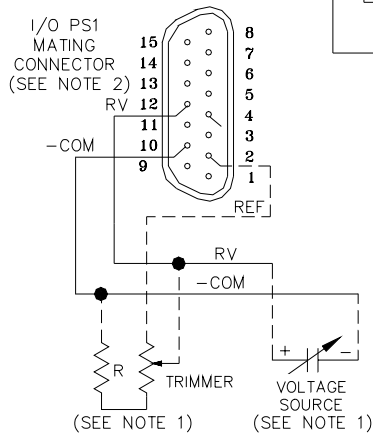 I/O PS1
MATING
CONNECTOR
(SEE NOTE 2)
15
14
13
RV 12
11
-COM 10
9
8
7
6
5
4
3
2
1
REF
RV
-COM
R
TRIMMER
+
-
VOLTAGE
SOURCE
(SEE NOTE 1)
(SEE NOTE 1)